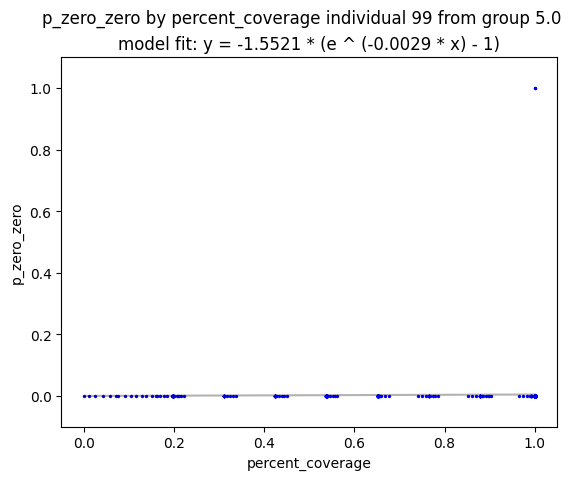 p_zero_zero by percent_coverage individual 99 from group 5.0
model fit: y = -1.5521 * (e ^ (-0.0029 * x) - 1)
1.0
0.8
0.6
0.4
0.2
0.0
p_zero_zero
0.0 0.2 0.4 0.6 0.8 1.0
percent_coverage